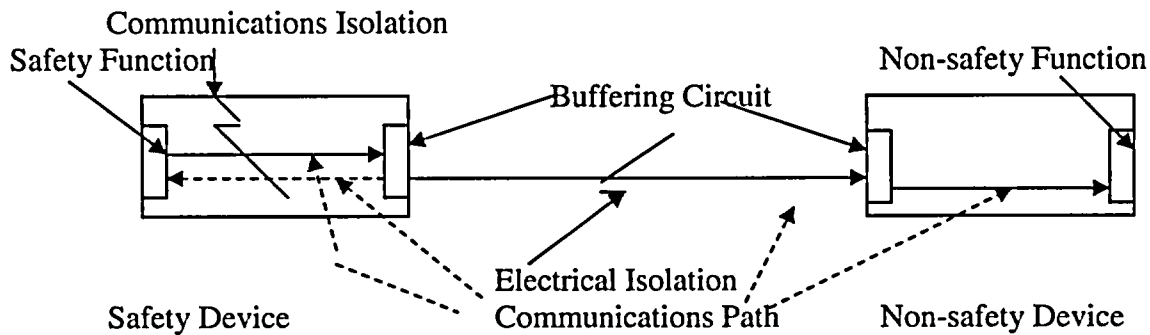 Communications Isolation
Safety Function
Non-safety Function
Buffering Circuit
Electrical Isolation
Safety Device
Communications Path
Non-safety Device